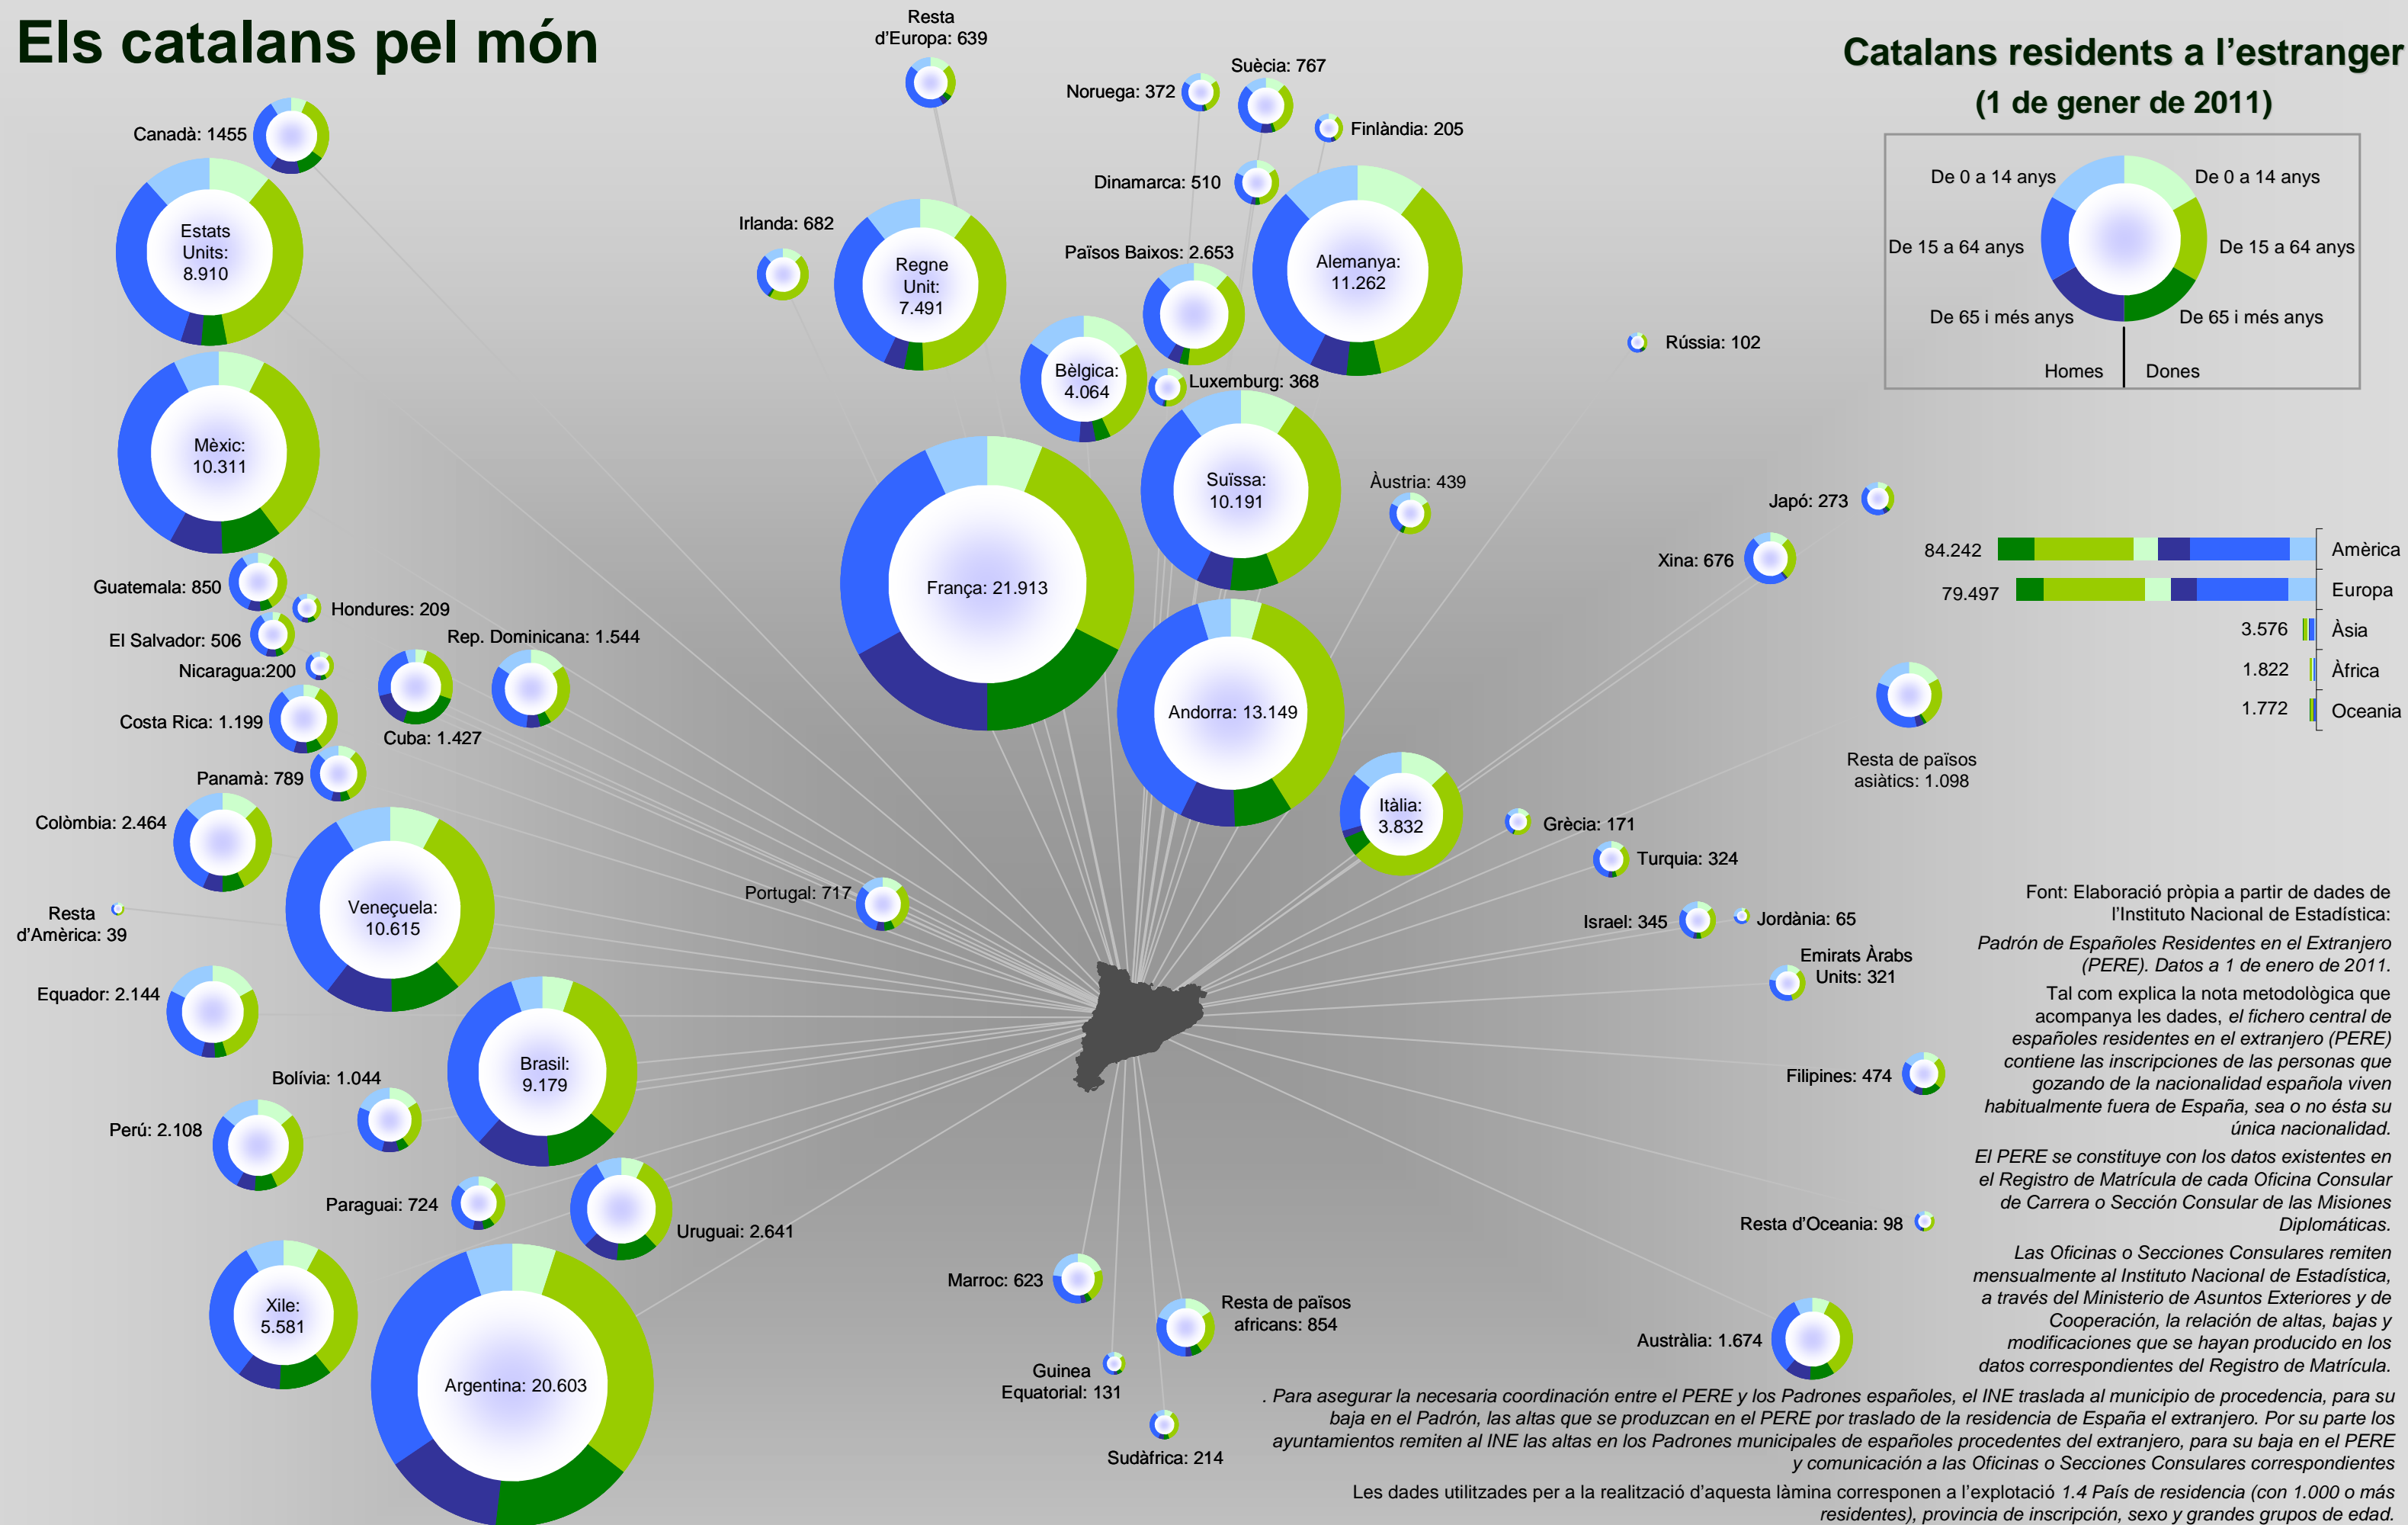 Els catalans pel món
Catalans residents a l’estranger
(1 de gener de 2011)
De 0 a 14 anys
De 0 a 14 anys
De 15 a 64 anys
De 15 a 64 anys
De 65 i més anys
De 65 i més anys
Homes
Dones
Resta
d’Europa: 639
Noruega: 372
Suècia: 767
Finlàndia: 205
Dinamarca: 510
Canadà: 1455
Estats
Units:
8.910
Irlanda: 682
Regne
Unit:
7.491
Països Baixos: 2.653
Alemanya:
11.262
Rússia: 102
Bèlgica:
4.064
Luxemburg: 368
Mèxic:
10.311
Suïssa:
10.191
Àustria: 439
Japó: 273
Xina: 676
França: 21.913
Guatemala: 850
Hondures: 209
El Salvador: 506
Nicaragua:200
Rep. Dominicana: 1.544
Costa Rica: 1.199
Cuba: 1.427
Panamà: 789
Andorra: 13.149
Resta de països
asiàtics: 1.098
84.242
Amèrica
79.497
Europa
3.576
Àsia
1.822
Àfrica
1.772
Oceania
Colòmbia: 2.464
Veneçuela:
10.615
Itàlia:
3.832
Grècia: 171
Turquia: 324
Portugal: 717
Resta
d’Amèrica: 39
Israel: 345
Jordània: 65
Emirats Àrabs
Units: 321
Equador: 2.144
Brasil:
9.179
Bolívia: 1.044
Filipines: 474
Perú: 2.108
Paraguai: 724
Uruguai: 2.641
Resta d’Oceania: 98
Marroc: 623
Resta de països
africans: 854
Xile:
5.581
Austràlia: 1.674
Argentina: 20.603
Guinea
Equatorial: 131
Sudàfrica: 214
Font: Elaboració pròpia a partir de dades de
l’Instituto Nacional de Estadística:
Padrón de Españoles Residentes en el Extranjero
(PERE). Datos a 1 de enero de 2011.
Tal com explica la nota metodològica que
acompanya les dades, el fichero central de
españoles residentes en el extranjero (PERE)
contiene las inscripciones de las personas que
gozando de la nacionalidad española viven
habitualmente fuera de España, sea o no ésta su
única nacionalidad.
El PERE se constituye con los datos existentes en
el Registro de Matrícula de cada Oficina Consular
de Carrera o Sección Consular de las Misiones
Diplomáticas.
Las Oficinas o Secciones Consulares remiten
mensualmente al Instituto Nacional de Estadística,
a través del Ministerio de Asuntos Exteriores y de
Cooperación, la relación de altas, bajas y
modificaciones que se hayan producido en los
datos correspondientes del Registro de Matrícula.
. Para asegurar la necesaria coordinación entre el PERE y los Padrones españoles, el INE traslada al municipio de procedencia, para su
baja en el Padrón, las altas que se produzcan en el PERE por traslado de la residencia de España el extranjero. Por su parte los
ayuntamientos remiten al INE las altas en los Padrones municipales de españoles procedentes del extranjero, para su baja en el PERE
y comunicación a las Oficinas o Secciones Consulares correspondientes
Les dades utilitzades per a la realització d’aquesta làmina corresponen a l’explotació 1.4 País de residencia (con 1.000 o más
residentes), provincia de inscripción, sexo y grandes grupos de edad.